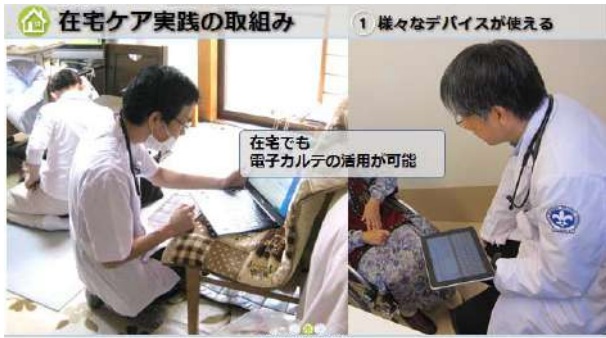 在宅ケア実践の取組み
① 様々なデバイスが使える
在宅でも
電子カルテの活用が可能